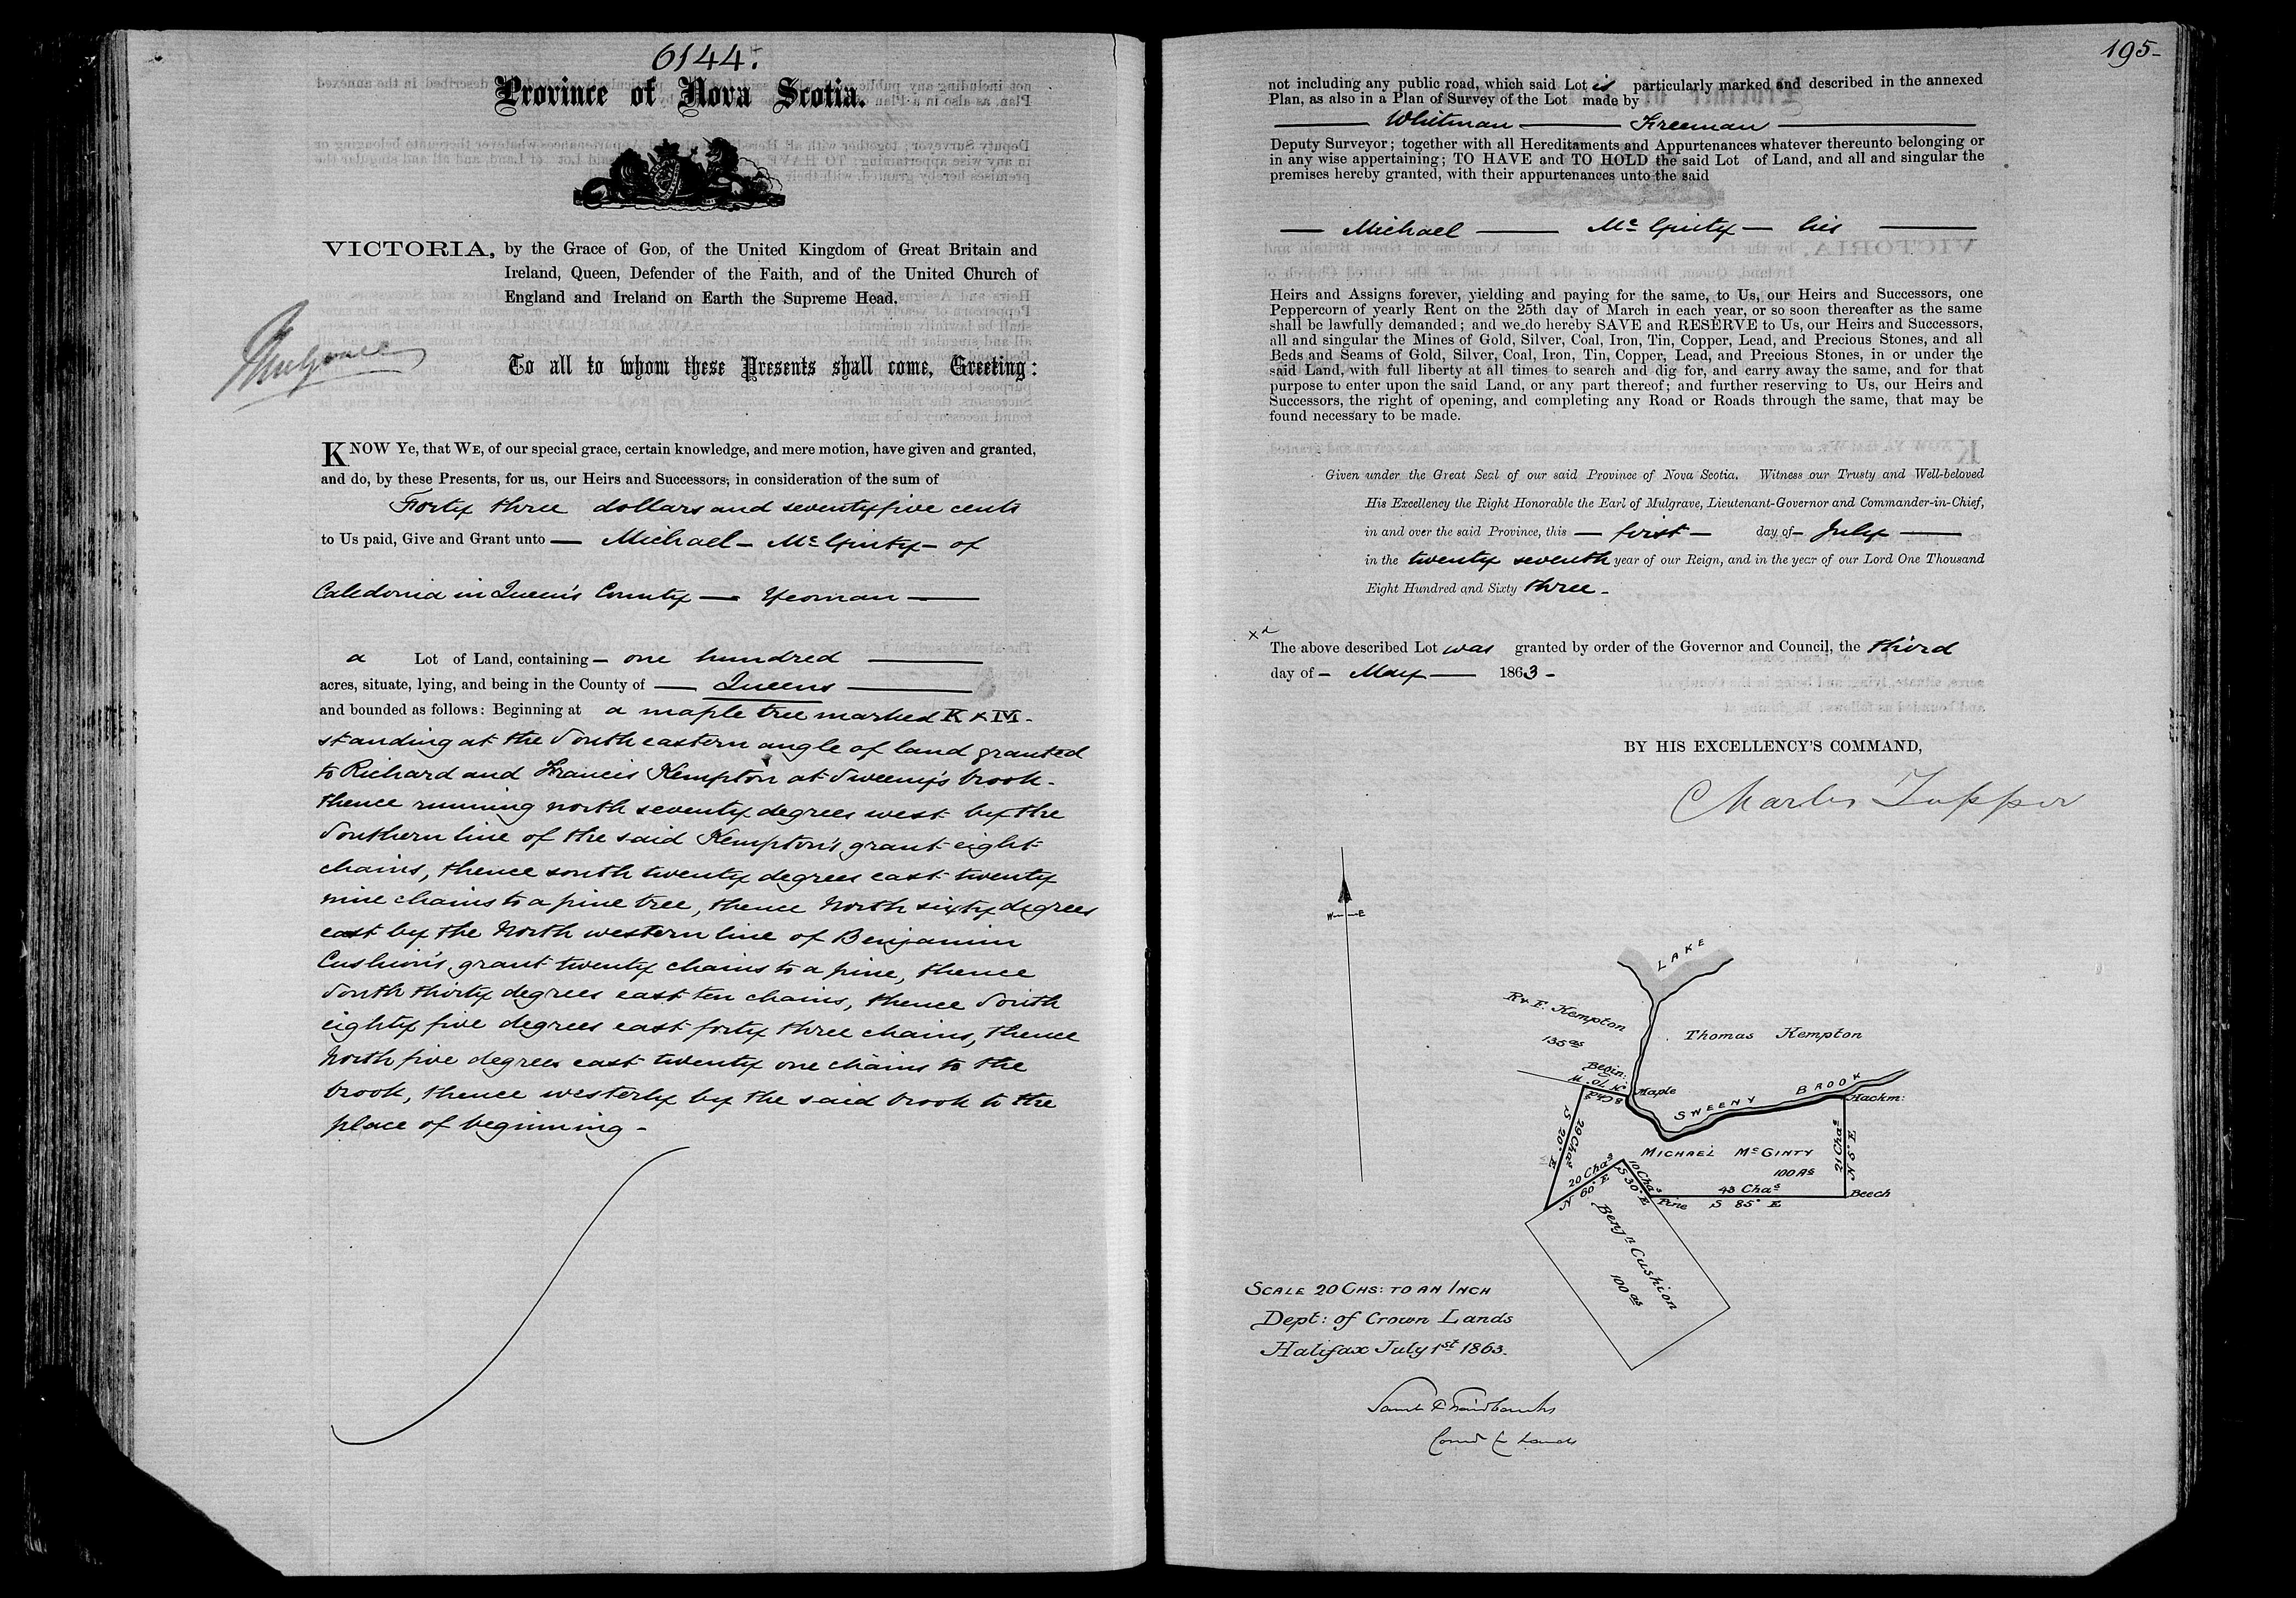 6144.
Province of Nova Scotia.
VICTORIA, by the Grace of GOD, of the United Kingdom of Great Britain and
Ireland, Queen, Defender of the Faith, and of the United Church of
England and Ireland on Earth the Supreme Head,
Mulgrave
To all to whom these Presents shall come, Greeting:
KNOW YE, that WE, of our special grace, certain knowledge, and mere motion, have given and granted,
and do, by these Presents, for us, our Heirs and Successors, in consideration of the sum of
Forty three dollars and seventy five cents
to Us paid, Give and Grant unto — Michael — Mc Ginty — of
Caledonia in Queen's County — Yeoman —
a Lot of Land, containing — one hundred —
acres, situate, lying, and being in the County of — Queens —
and bounded as follows: Beginning at a maple tree marked K x M -
standing at the South eastern angle of land granted
to Richard and Francis Kempton at Sweeny's brook -
thence running north seventy degrees west by the
Southern line of the said Kempton's grant eight
chains, thence south twenty degrees east twenty
nine chains to a pine tree, thence North sixty degrees
east by the North western line of Benjamin
Cushion's grant twenty chains to a pine, thence
South thirty degrees east ten chains, thence South
eighty five degrees east forty three chains, thence
North five degrees east twenty one chains to the
brook, thence westerly by the said brook to the
place of beginning -
195-
not including any public road, which said Lot is particularly marked and described in the annexed
Plan, as also in a Plan of Survey of the Lot made by
— Whitman — Freeman —
Deputy Surveyor; together with all Hereditaments and Appurtenances whatever thereunto belonging or
in any wise appertaining; TO HAVE and TO HOLD the said Lot of Land, and all and singular the
premises hereby granted, with their appurtenances unto the said
— Michael — Mc Ginty — his —
Heirs and Assigns forever, yielding and paying for the same, to Us, our Heirs and Successors, one
Peppercorn of yearly Rent on the 25th day of March in each year, or so soon thereafter as the same
shall be lawfully demanded; and we do hereby SAVE and RESERVE to Us, our Heirs and Successors,
all and singular the Mines of Gold, Silver, Coal, Iron, Tin, Copper, Lead, and Precious Stones, and all
Beds and Seams of Gold, Silver, Coal, Iron, Tin, Copper, Lead, and Precious Stones, in or under the
said Land, with full liberty at all times to search and dig for, and carry away the same, and for that
purpose to enter upon the said Land, or any part thereof; and further reserving to Us, our Heirs and
Successors, the right of opening, and completing any Road or Roads through the same, that may be
found necessary to be made.
Given under the Great Seal of our said Province of Nova Scotia. Witness our Trusty and Well-beloved
His Excellency the Right Honorable the Earl of Mulgrave, Lieutenant-Governor and Commander-in-Chief,
in and over the said Province, this — first — day of — July —
in the twenty seventh year of our Reign, and in the year of our Lord One Thousand
Eight Hundred and Sixty three -
The above described Lot was granted by order of the Governor and Council, the third
day of - May — 1863 -
BY HIS EXCELLENCY'S COMMAND,
Charles Tupper
W E
LAKE
R & F. Kempton
135 as
Thomas Kempton
Begin:
N 70° W
8 Chas
Maple
SWEENY BROOK
Hackm:
S 20° E
29 Chas
MICHAEL McGINTY
100 As
21 Chas
N 5° E
20 Chas
N 60° E
10 Chas
S 30° E
Pine
43 Chas
S 85° E
Beech
Benjn Cushion
100 as
SCALE 20 CHS: TO AN INCH
Dept: of Crown Lands
Halifax July 1st 1863.
Saml P Fairbanks
Comr C Lands